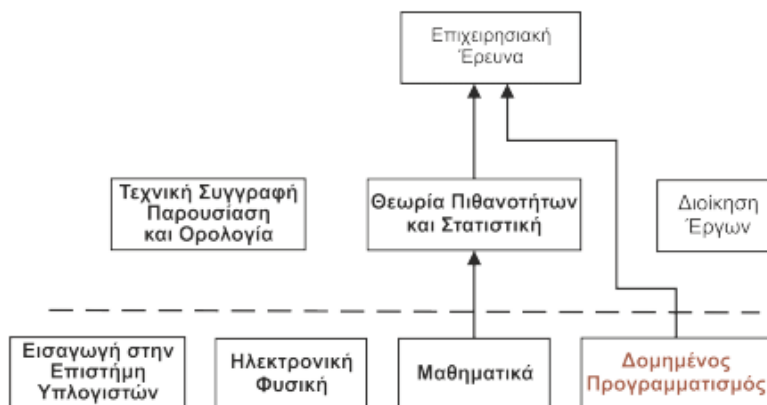 Επιχειρησιακή
Έρευνα
Τεχνική Συγγραφή
Παρουσίαση
και Ορολογία
Θεωρία Πιθανοτήτων
και Στατιστική
Διοίκηση
Έργων
Εισαγωγή στην
Επιστήμη
Υπλογιστών
Ηλεκτρονική
Φυσική
Μαθηματικά
Δομημένος
Προγραμματισμός